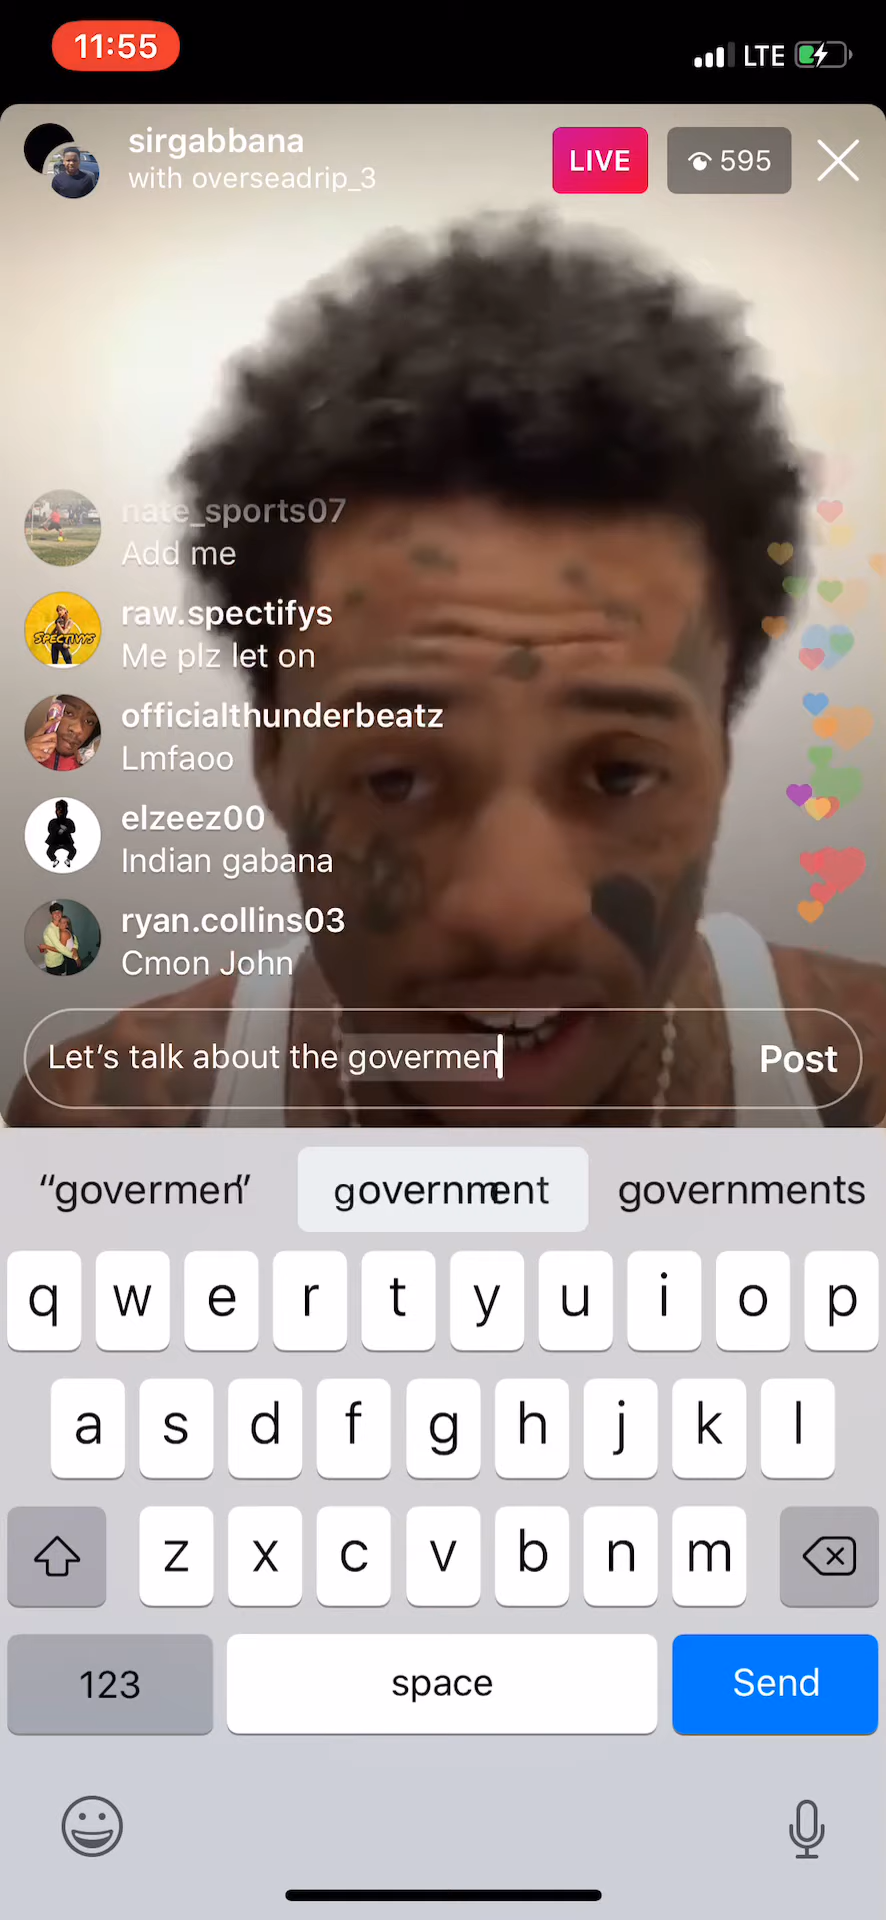 11:55
LTE
sirgabbana
with overseadrip_3
LIVE
595
nate_sports07
Add me
SPECTIVYS
raw.spectifys
Me plz let on
officialthunderbeatz
Lmfaoo
elzeez00
Indian gabana
ryan.collins03
Cmon John
Let’s talk about the govermen
Post
“govermen”
government
governments
q w e r t y u i o p
a s d f g h j k l
z x c v b n m
123
space
Send